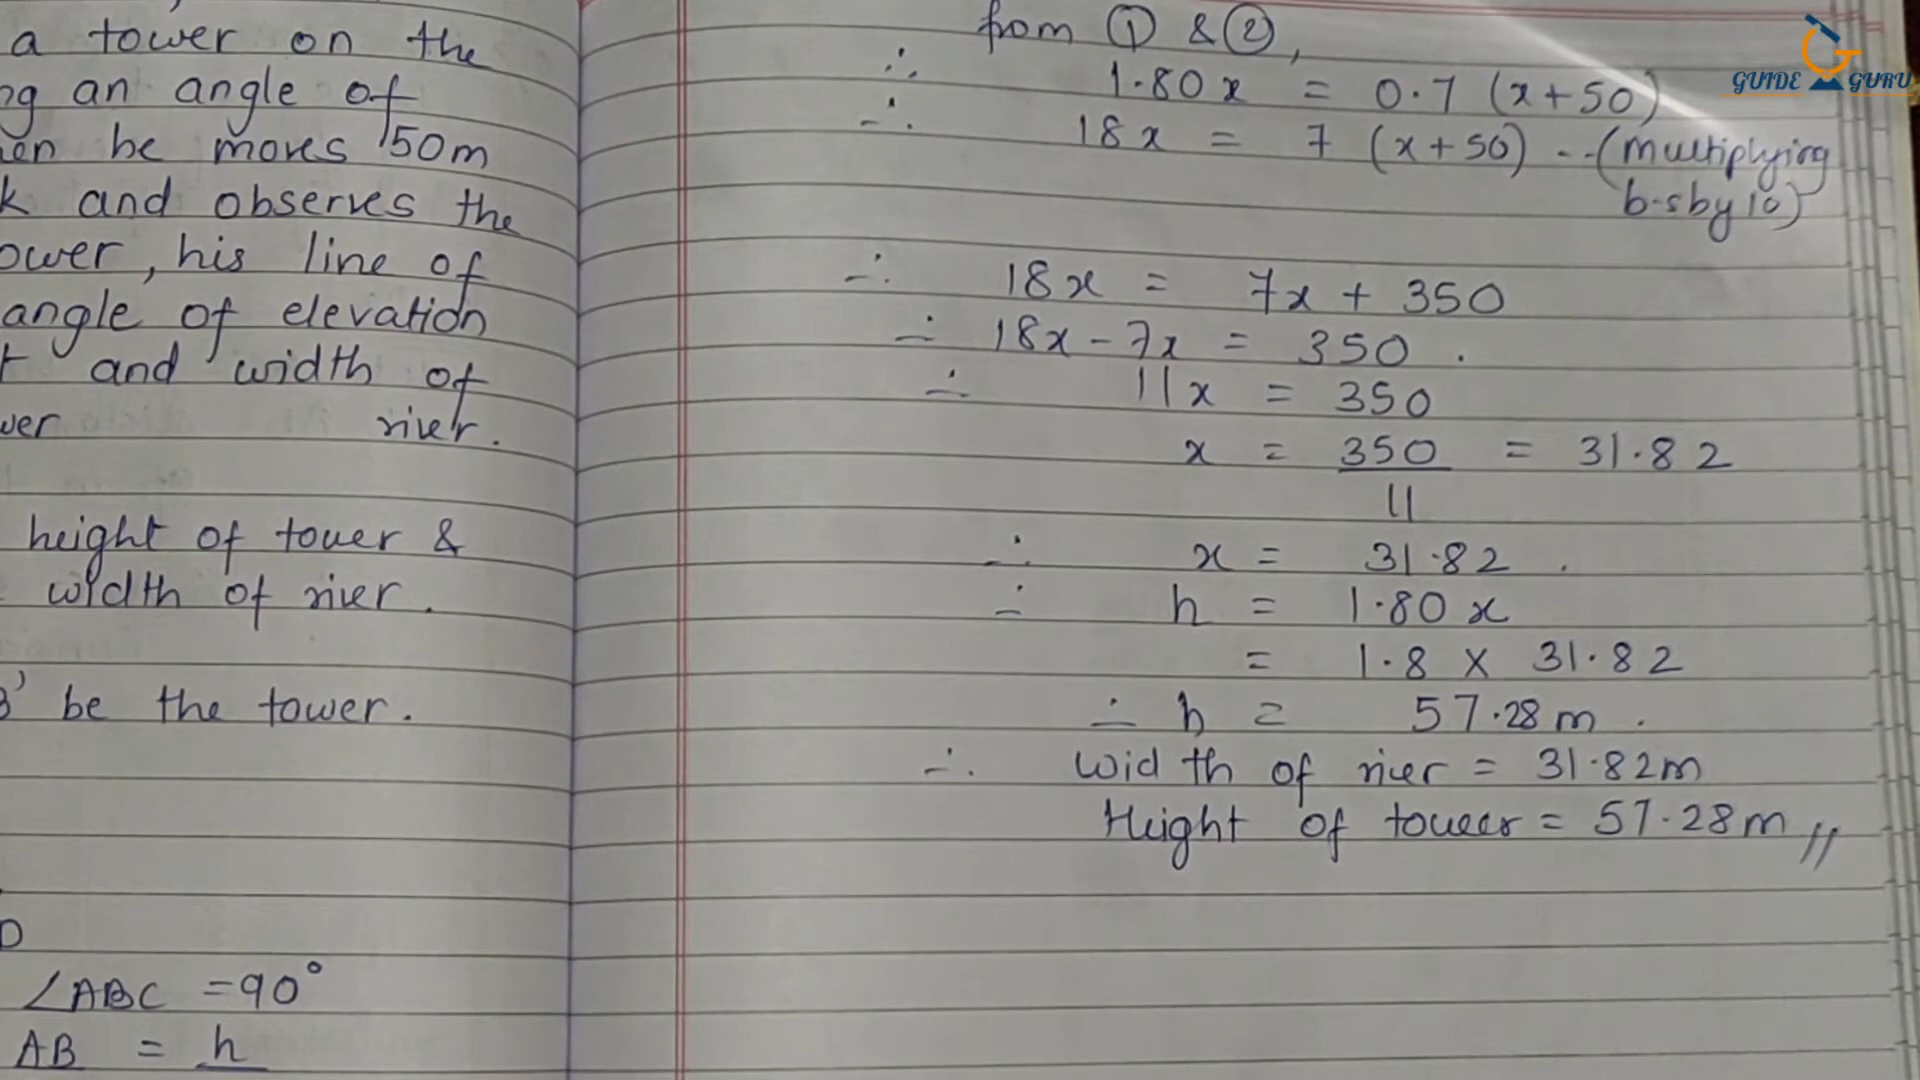 a tower on the
an angle of
be moves 50m
k and observes the
ower, his line of
angle of elevation
and width of
wer river.
height of tower &
width of river.
be the tower.
D
∠ABC = 90°
AB = h
from ① & ②,
∴ 1.80x = 0.7 (x+50)
∴ 18x = 7 (x+50) --(multiplying
b.s by 10)
∴ 18x = 7x + 350
∴ 18x - 7x = 350.
∴ 11x = 350
x = 350/11 = 31.82
∴ x = 31.82.
∴ h = 1.80x
= 1.8 x 31.82
∴ h = 57.28 m.
∴ width of river = 31.82m
Height of tower = 57.28m //
GUIDE GURU